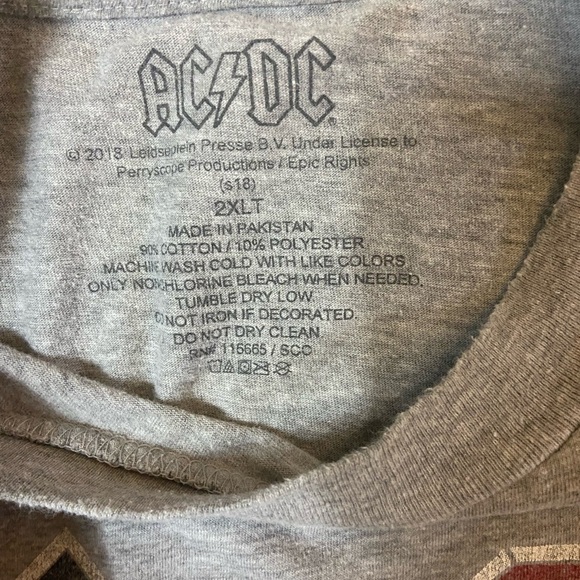 AC/DC
© 2018 Leidseplein Presse B.V. Under License to
Perryscope Productions / Epic Rights
(s18)
2XLT
MADE IN PAKISTAN
90% COTTON / 10% POLYESTER
MACHINE WASH COLD WITH LIKE COLORS
ONLY NON CHLORINE BLEACH WHEN NEEDED.
TUMBLE DRY LOW
DO NOT IRON IF DECORATED.
DO NOT DRY CLEAN
RN# 115665 / SCC